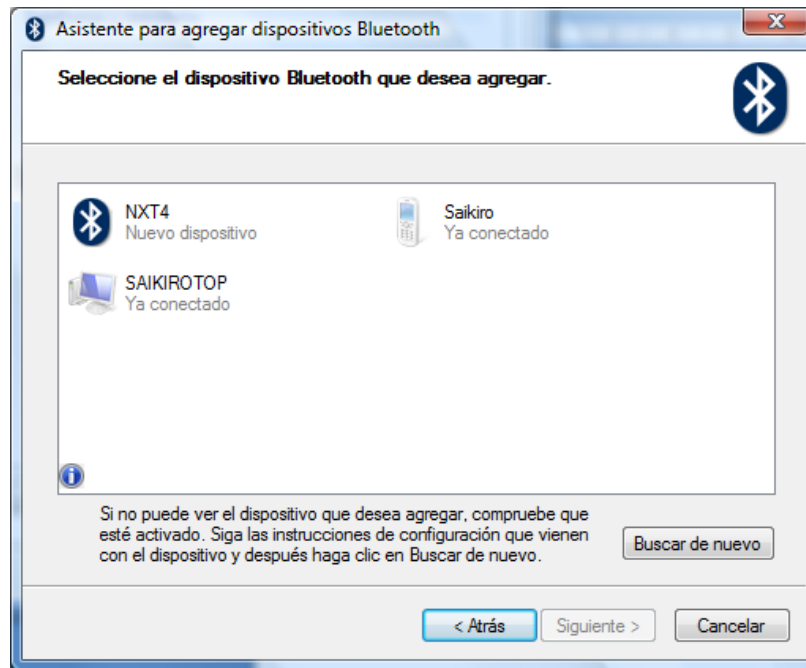 Asistente para agregar dispositivos Bluetooth
Seleccione el dispositivo Bluetooth que desea agregar.
NXT4
Nuevo dispositivo
Saikiro
Ya conectado
SAIKIROTOP
Ya conectado
Si no puede ver el dispositivo que desea agregar, compruebe que
esté activado. Siga las instrucciones de configuración que vienen
con el dispositivo y después haga clic en Buscar de nuevo.
Buscar de nuevo
< Atrás
Siguiente >
Cancelar